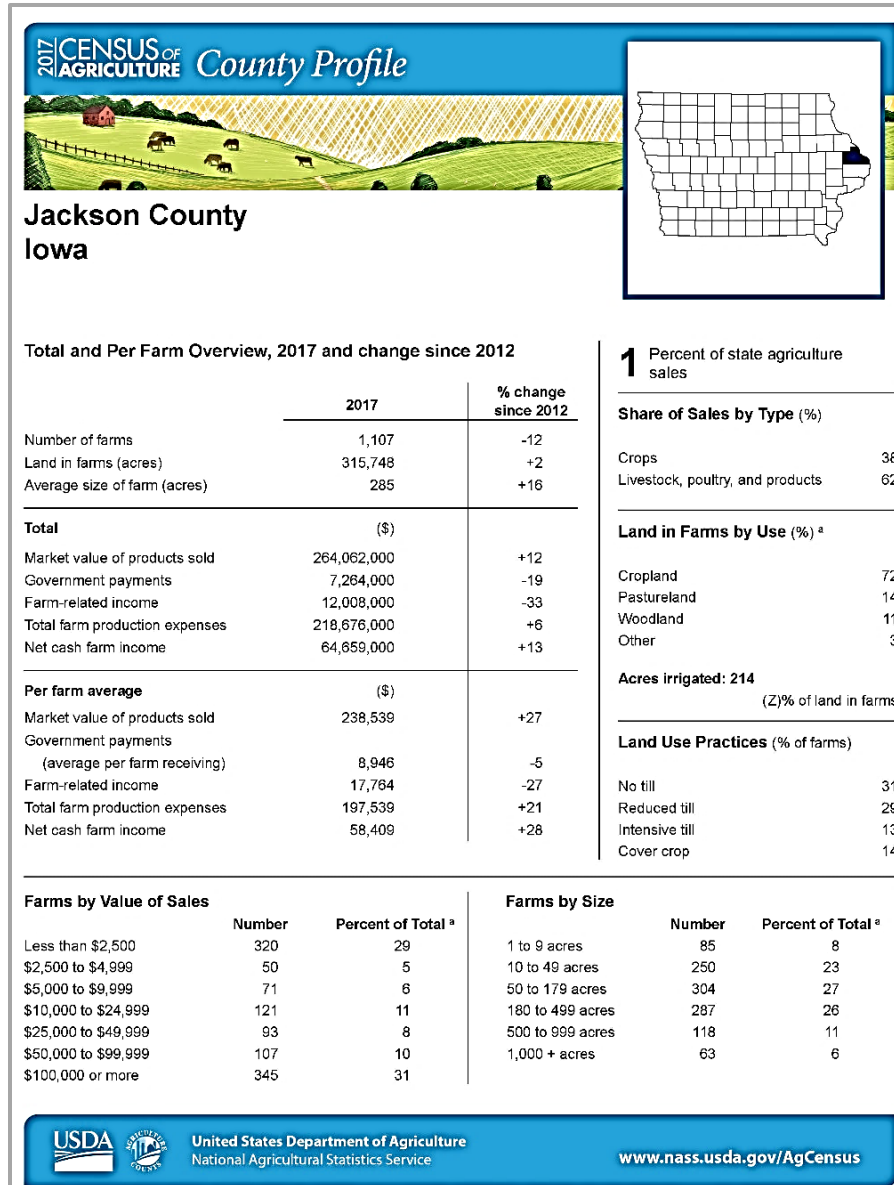 2017 CENSUS OF AGRICULTURE County Profile
Jackson County
Iowa
Total and Per Farm Overview, 2017 and change since 2012
2017 % change since 2012
Number of farms 1,107 -12
Land in farms (acres) 315,748 +2
Average size of farm (acres) 285 +16
Total ($)
Market value of products sold 264,062,000 +12
Government payments 7,264,000 -19
Farm-related income 12,008,000 -33
Total farm production expenses 218,676,000 +6
Net cash farm income 64,659,000 +13
Per farm average ($)
Market value of products sold 238,539 +27
Government payments
(average per farm receiving) 8,946 -5
Farm-related income 17,764 -27
Total farm production expenses 197,539 +21
Net cash farm income 58,409 +28
1 Percent of state agriculture
sales
Share of Sales by Type (%)
Crops 38
Livestock, poultry, and products 62
Land in Farms by Use (%) a
Cropland 72
Pastureland 14
Woodland 11
Other 3
Acres irrigated: 214
(Z)% of land in farms
Land Use Practices (% of farms)
No till 31
Reduced till 29
Intensive till 13
Cover crop 14
Farms by Value of Sales
Number Percent of Total a
Less than $2,500 320 29
$2,500 to $4,999 50 5
$5,000 to $9,999 71 6
$10,000 to $24,999 121 11
$25,000 to $49,999 93 8
$50,000 to $99,999 107 10
$100,000 or more 345 31
Farms by Size
Number Percent of Total a
1 to 9 acres 85 8
10 to 49 acres 250 23
50 to 179 acres 304 27
180 to 499 acres 287 26
500 to 999 acres 118 11
1,000 + acres 63 6
USDA
AGRICULTURE COUNTS
United States Department of Agriculture
National Agricultural Statistics Service
www.nass.usda.gov/AgCensus